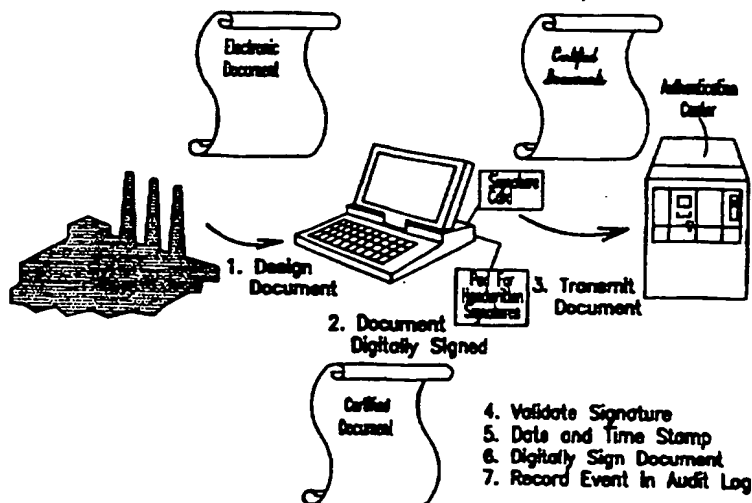 Electronic
Document
Certified
Documents
Authentication
Center
Signature
Card
1. Design
Document
Pad For
Handwritten
Signatures
3. Transmit
Document
2. Document
Digitally Signed
Certified
Document
4. Validate Signature
5. Date and Time Stamp
6. Digitally Sign Document
7. Record Event In Audit Log